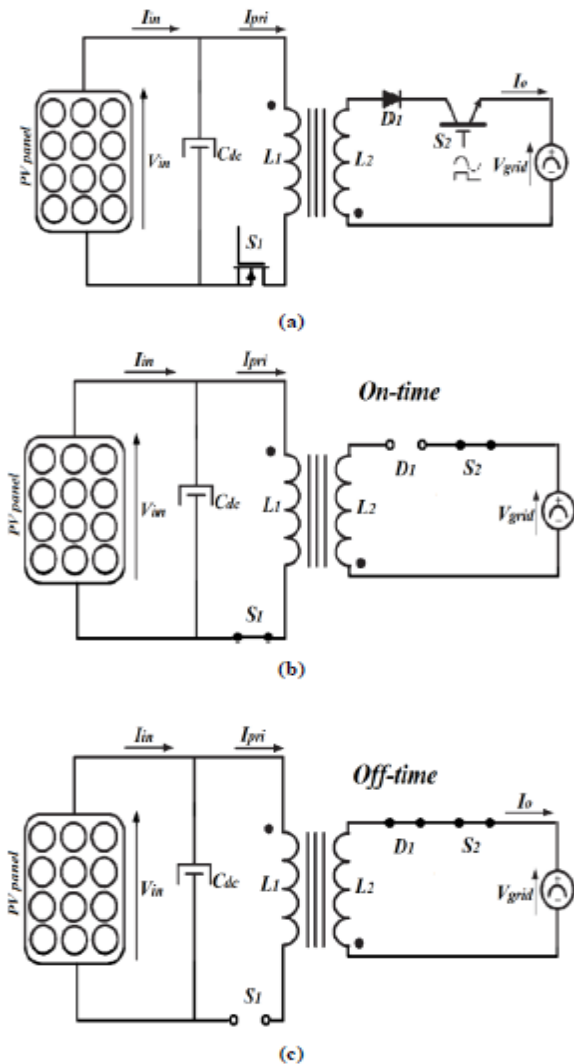 Iin
Ipri
PV panel
Vin
Cdc
L1
L2
D1
S2
Io
Vgrid
S1
(a)
Iin
Ipri
On-time
PV panel
Vin
Cdc
L1
L2
D1
S2
Vgrid
S1
(b)
Iin
Ipri
Off-time
PV panel
Vin
Cdc
L1
L2
D1
S2
Io
Vgrid
S1
(c)